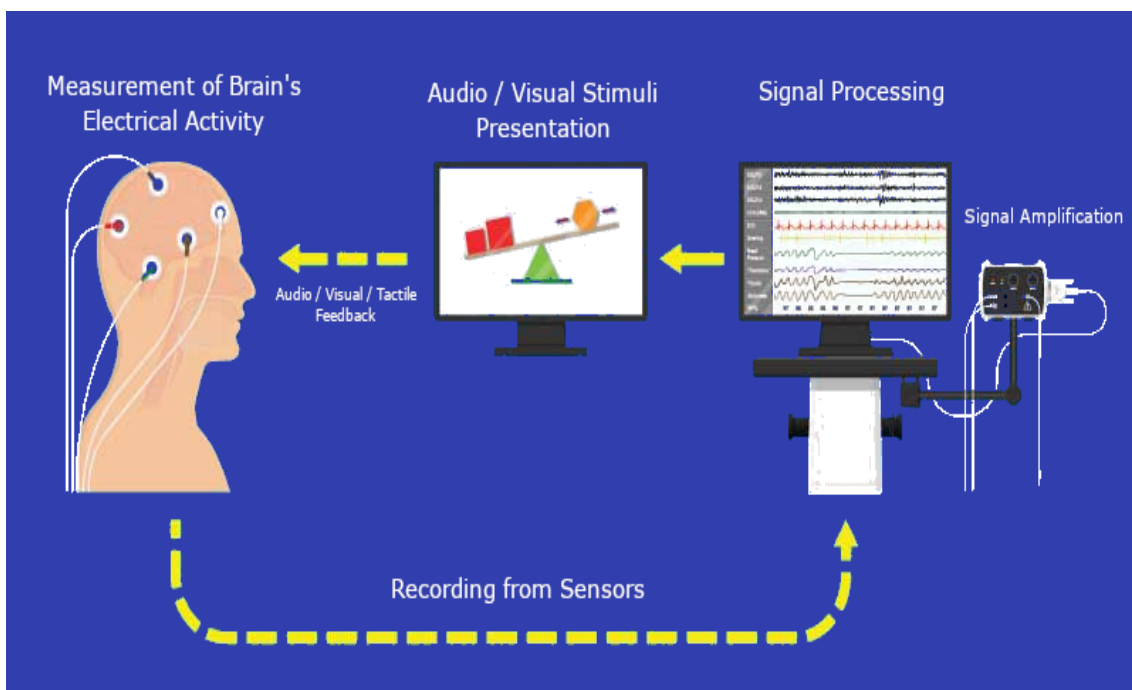 Measurement of Brain's
Electrical Activity
Audio / Visual Stimuli
Presentation
Signal Processing
Signal Amplification
Audio / Visual / Tactile
Feedback
Recording from Sensors